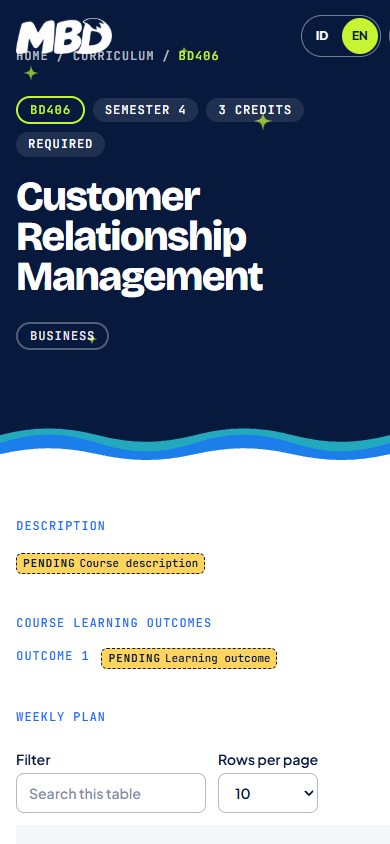 MBD
ID EN
HOME / CURRICULUM / BD406
BD406 SEMESTER 4 3 CREDITS
REQUIRED
Customer
Relationship
Management
BUSINESS
DESCRIPTION
PENDING Course description
COURSE LEARNING OUTCOMES
OUTCOME 1 PENDING Learning outcome
WEEKLY PLAN
Filter Rows per page
Search this table 10